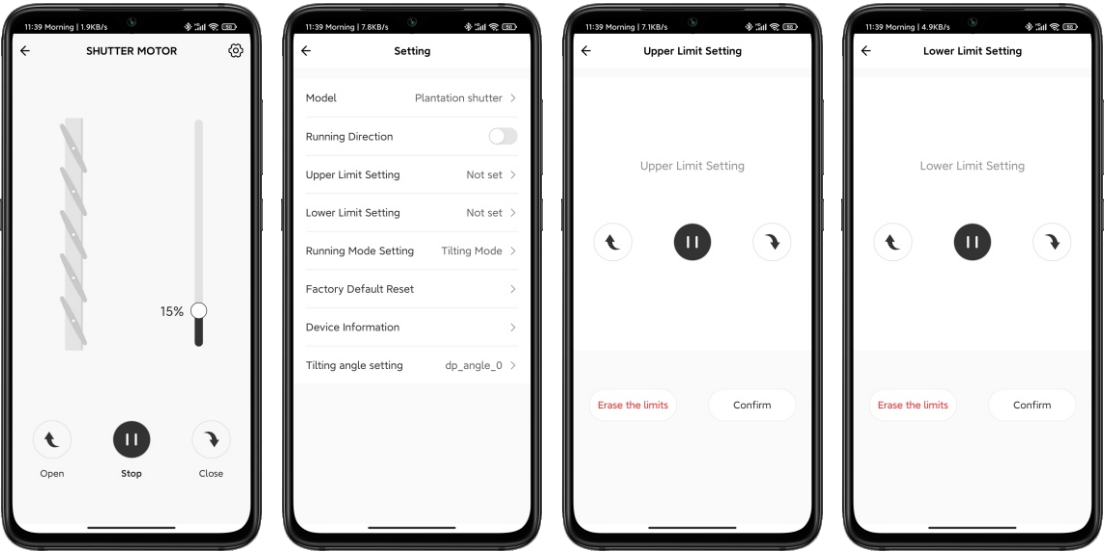 11:39 Morning | 1.9KB/s
SHUTTER MOTOR
15%
Open
Stop
Close
11:39 Morning | 7.8KB/s
Setting
Model Plantation shutter
Running Direction
Upper Limit Setting Not set
Lower Limit Setting Not set
Running Mode Setting Tilting Mode
Factory Default Reset
Device Information
Tilting angle setting dp_angle_0
11:39 Morning | 7.1KB/s
Upper Limit Setting
Upper Limit Setting
Erase the limits
Confirm
11:39 Morning | 4.9KB/s
Lower Limit Setting
Lower Limit Setting
Erase the limits
Confirm